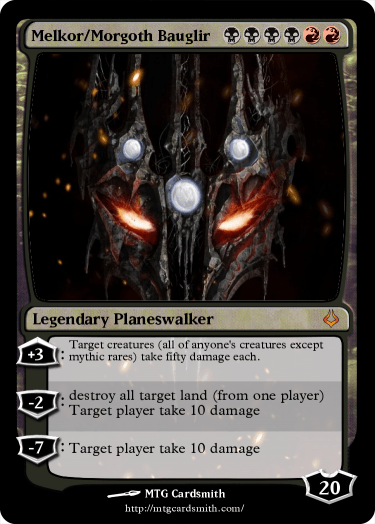 Melkor/Morgoth Bauglir
Legendary Planeswalker
+3 : Target creatures (all of anyone's creatures except
mythic rares) take fifty damage each.
-2 : destroy all target land (from one player)
Target player take 10 damage
-7 : Target player take 10 damage
20
MTG Cardsmith
http://mtgcardsmith.com/